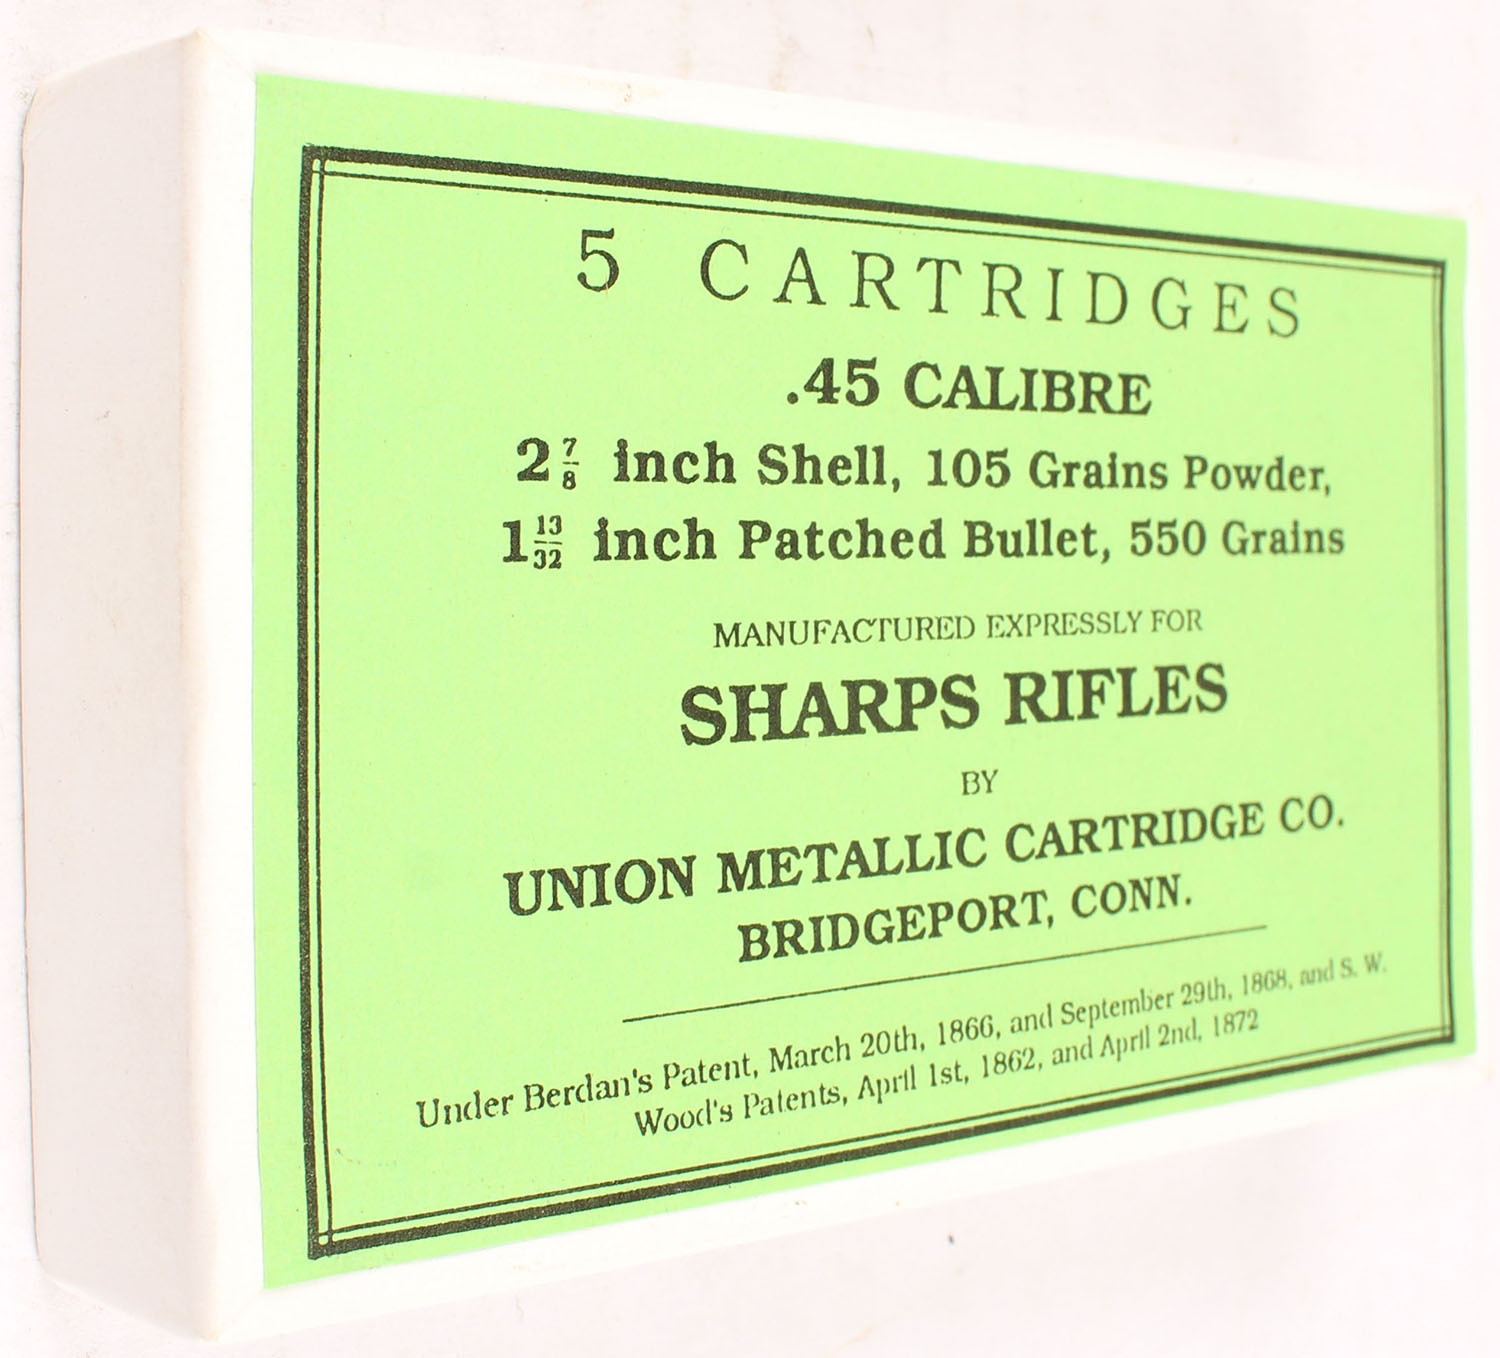 5 CARTRIDGES
.45 CALIBRE
2 7/8 inch Shell, 105 Grains Powder,
1 13/32 inch Patched Bullet, 550 Grains
MANUFACTURED EXPRESSLY FOR
SHARPS RIFLES
BY
UNION METALLIC CARTRIDGE CO.
BRIDGEPORT, CONN.
Under Berdan's Patent, March 20th, 1866, and September 29th, 1868, and S. W.
Wood's Patents, April 1st, 1862, and April 2nd, 1872